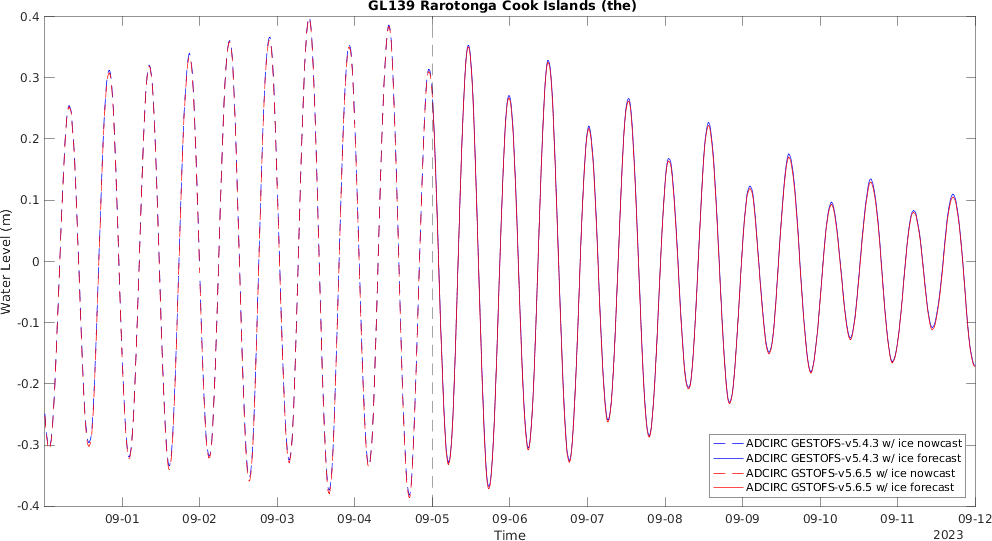 GL139 Rarotonga Cook Islands (the)
0.4
0.3
0.2
0.1
0
-0.1
-0.2
-0.3
-0.4
Water Level (m)
09-01 09-02 09-03 09-04 09-05 09-06 09-07 09-08 09-09 09-10 09-11 09-12
Time
2023
ADCIRC GESTOFS-v5.4.3 w/ ice nowcast
ADCIRC GESTOFS-v5.4.3 w/ ice forecast
ADCIRC GSTOFS-v5.6.5 w/ ice nowcast
ADCIRC GSTOFS-v5.6.5 w/ ice forecast